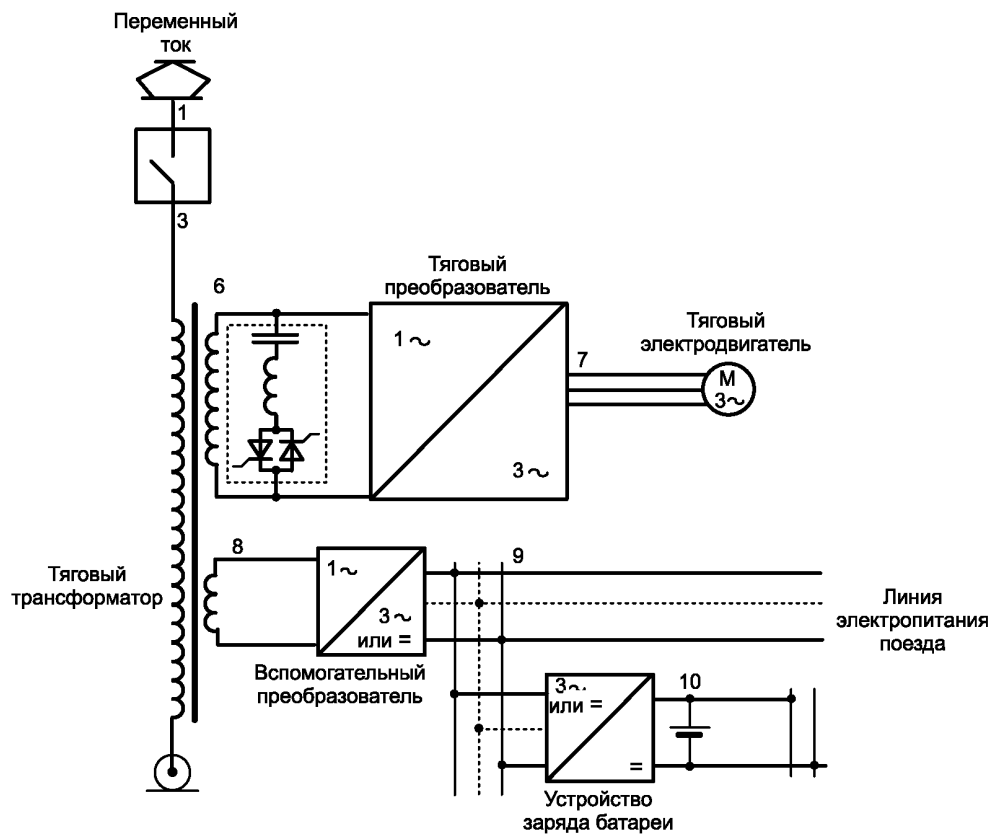 Переменный
ток
1
3
6
Тяговый
преобразователь
1~
3~
7
Тяговый
электродвигатель
М
3~
Тяговый
трансформатор
8
1~
3~
или =
Вспомогательный
преобразователь
9
Линия
электропитания
поезда
3~
или =
=
10
Устройство
заряда батареи